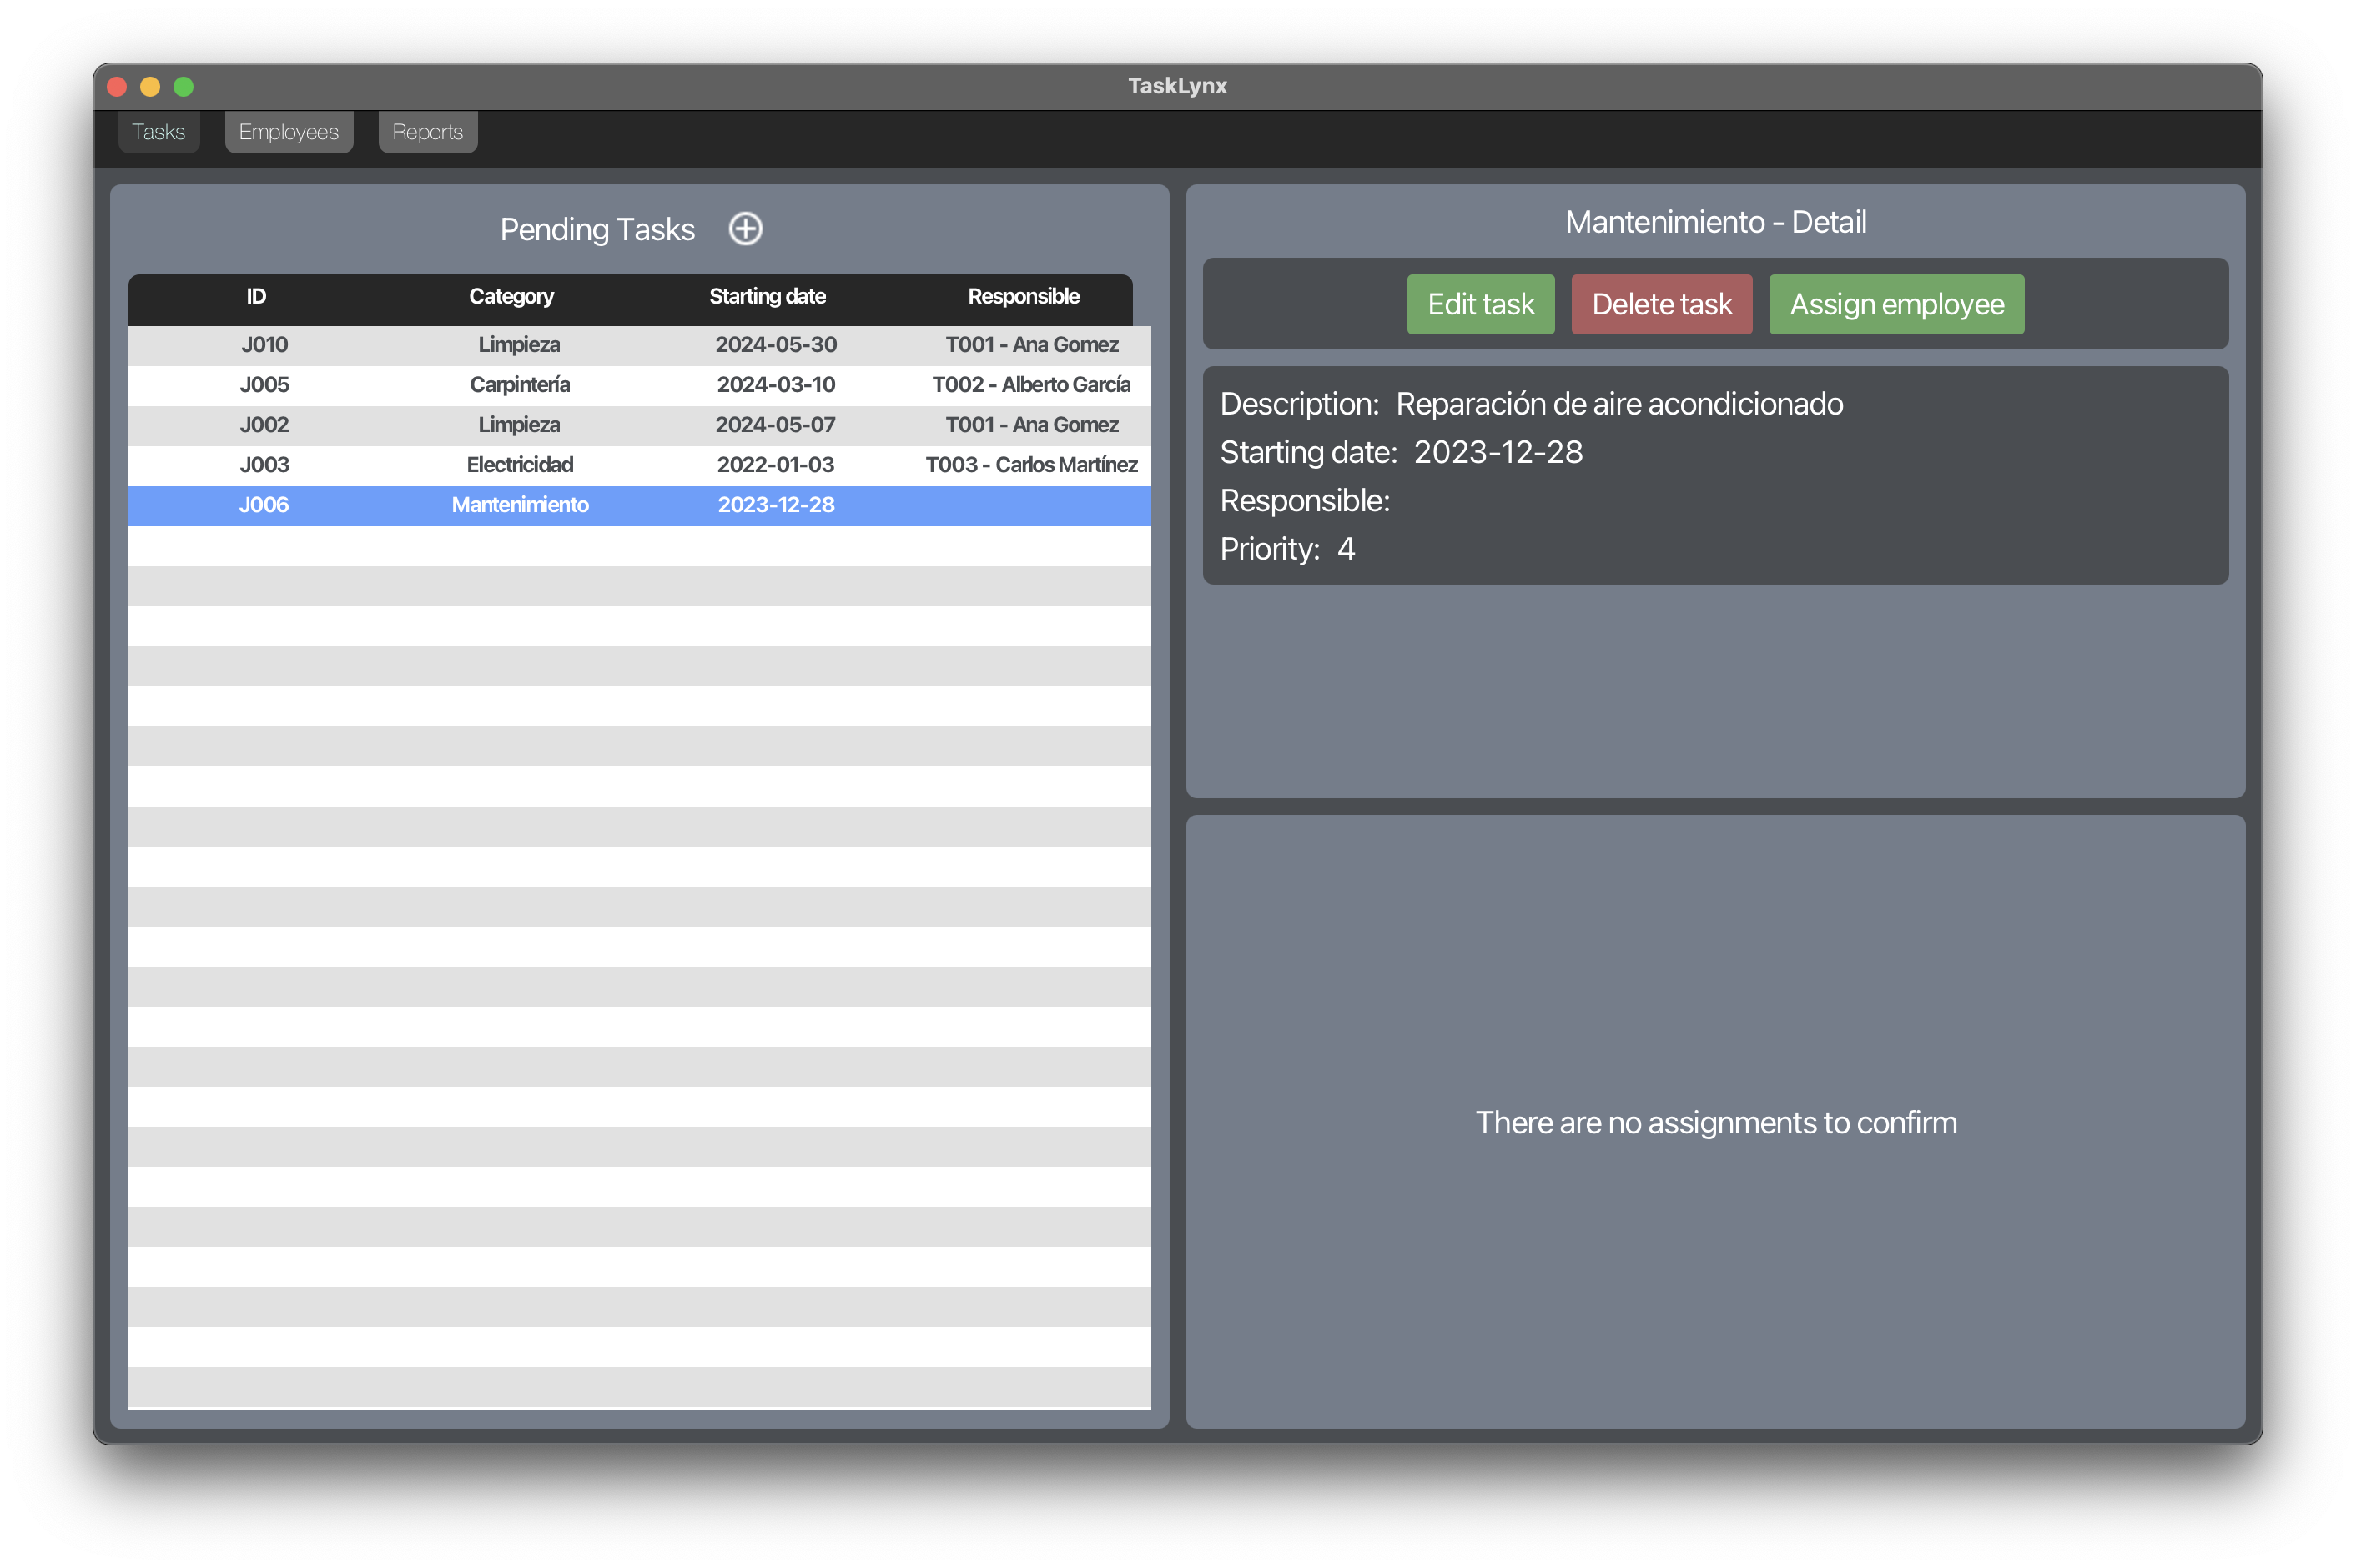 TaskLynx
Tasks Employees Reports
Pending Tasks
ID Category Starting date Responsible
J010 Limpieza 2024-05-30 T001 - Ana Gomez
J005 Carpintería 2024-03-10 T002 - Alberto García
J002 Limpieza 2024-05-07 T001 - Ana Gomez
J003 Electricidad 2022-01-03 T003 - Carlos Martínez
J006 Mantenimiento 2023-12-28
Mantenimiento - Detail
Edit task Delete task Assign employee
Description: Reparación de aire acondicionado
Starting date: 2023-12-28
Responsible:
Priority: 4
There are no assignments to confirm